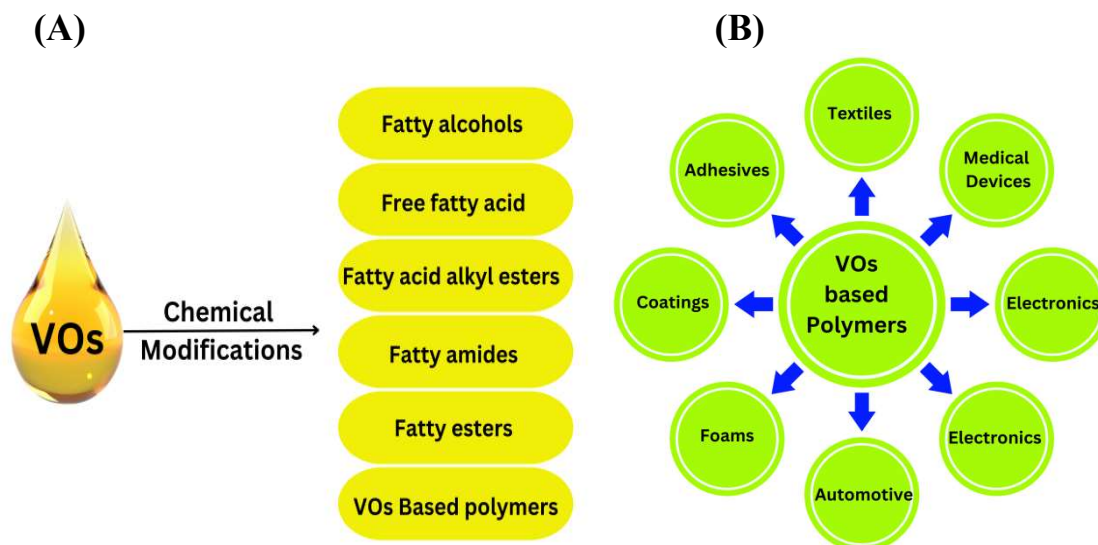 (A)
VOs
Chemical
Modifications
Fatty alcohols
Free fatty acid
Fatty acid alkyl esters
Fatty amides
Fatty esters
VOs Based polymers
(B)
Textiles
Medical
Devices
Electronics
Electronics
Automotive
Foams
Coatings
Adhesives
VOs
based
Polymers